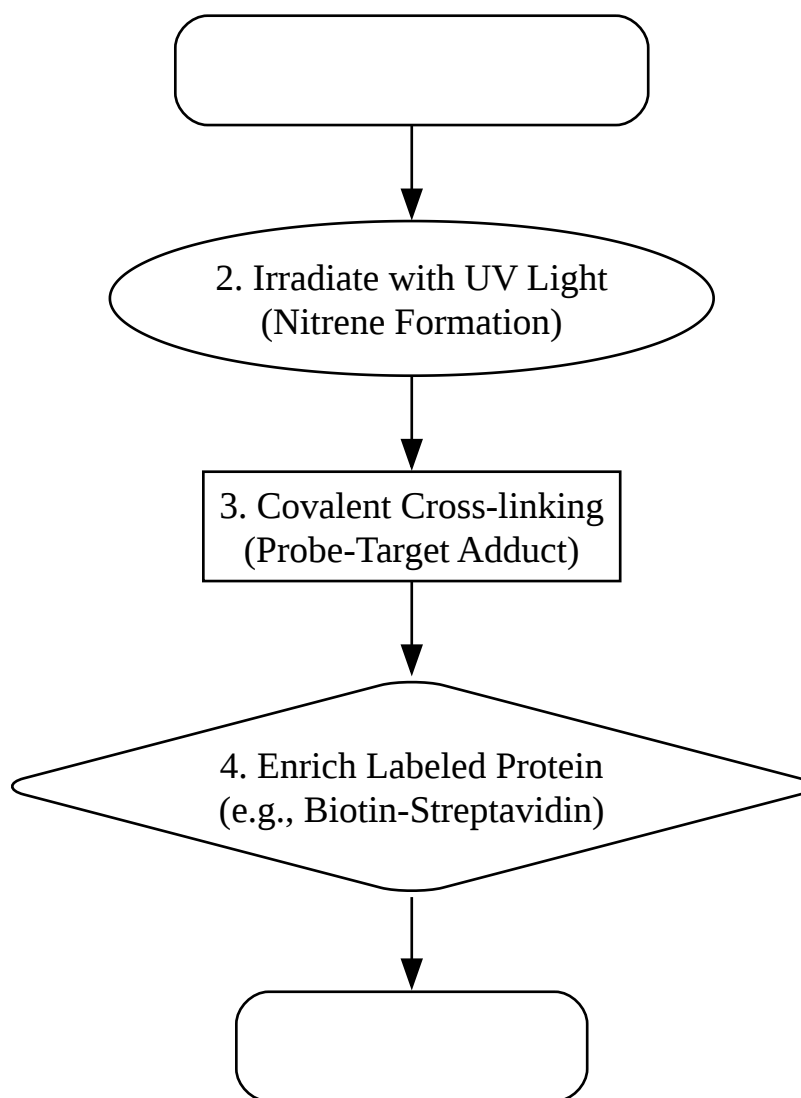 2. Irradiate with UV Light
(Nitrene Formation)
3. Covalent Cross-linking
(Probe-Target Adduct)
4. Enrich Labeled Protein
(e.g., Biotin-Streptavidin)